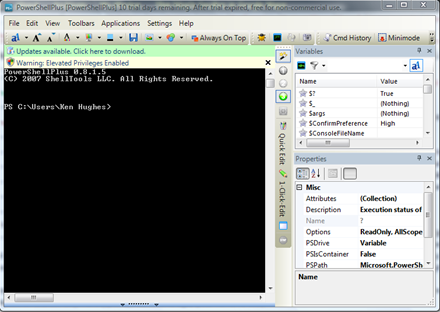 [PowerShellPlus] [PowerShellPlus] 10 trial days remaining. After trial expired, free for non-commercial use.
File View Toolbars Applications Settings Help
ab Always On Top Cmd History Minimode
Updates available. Click here to download.
Warning: Elevated Privileges Enabled
PowerShellPlus 0.8.1.5
(C) 2007 ShellTools LLC. All Rights Reserved.
PS C:\Users\Ken Hughes>
Quick Edit
1-Click Edit
Variables
Name Value
$? True
$_ (Nothing)
$args (Nothing)
$ConfirmPreference High
$ConsoleFileName
Properties
Misc
Attributes (Collection)
Description Execution status of
Name ?
Options ReadOnly, AllScope
PSDrive Variable
PSIsContainer False
PSPath Microsoft.PowerSh
Name